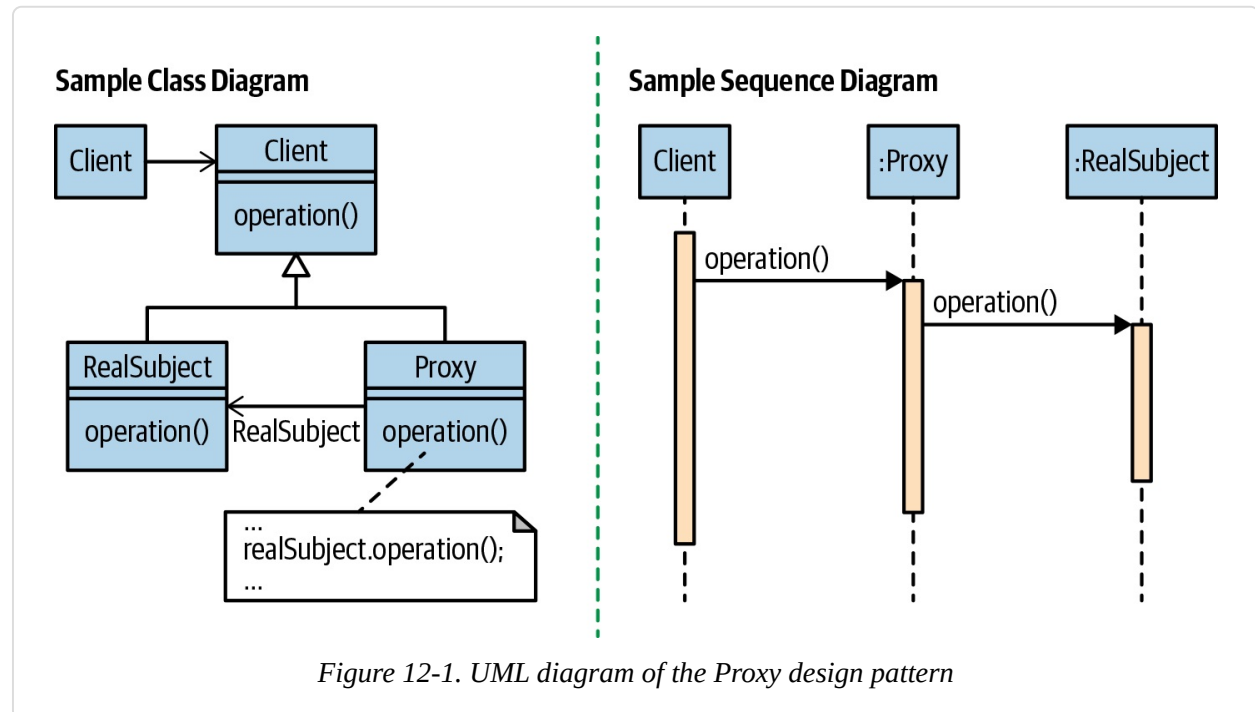 Sample Class Diagram
Client
Client
operation()
RealSubject
operation()
RealSubject
Proxy
operation()
...
realSubject.operation();
...
Sample Sequence Diagram
Client
:Proxy
:RealSubject
operation()
operation()
Figure 12-1. UML diagram of the Proxy design pattern